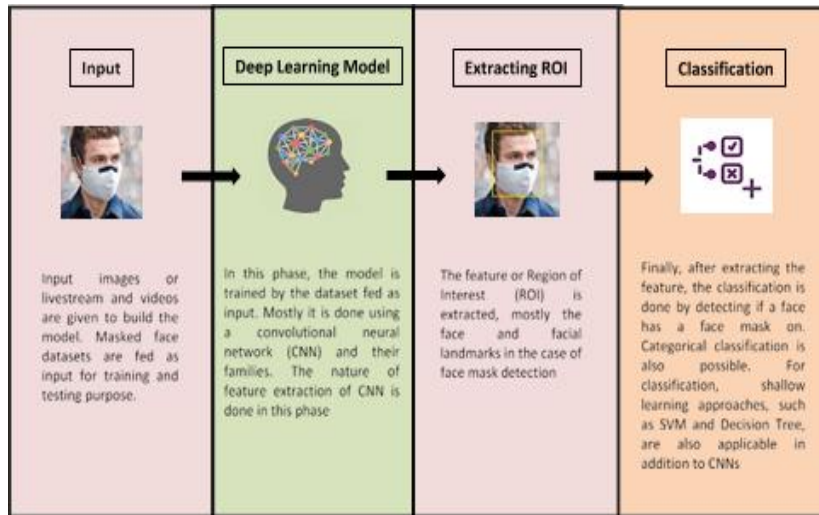 Input
Input images or
livestream and videos
are given to build the
model. Masked face
datasets are fed as
input for training and
testing purpose.
Deep Learning Model
In this phase, the model is
trained by the dataset fed as
input. Mostly it is done using
a convolutional neural
network (CNN) and their
families. The nature of
feature extraction of CNN is
done in this phase
Extracting ROI
The feature or Region of
Interest (ROI) is
extracted, mostly the
face and facial
landmarks in the case of
face mask detection
Classification
Finally, after extracting the
feature, the classification is
done by detecting if a face
has a face mask on.
Categorical classification is
also possible. For
classification, shallow
learning approaches, such
as SVM and Decision Tree,
are also applicable in
addition to CNNs